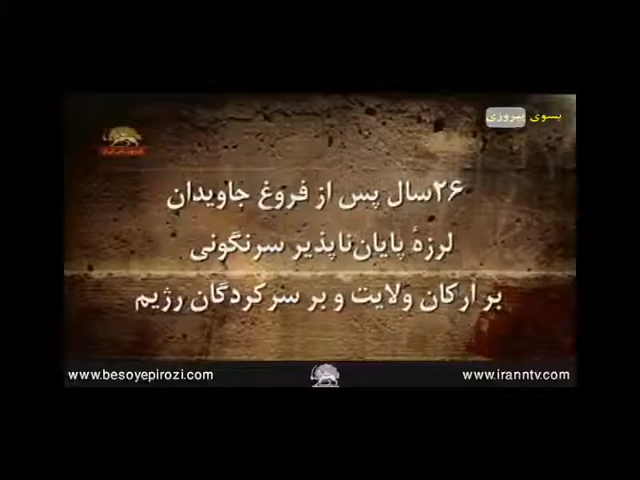 بسوی پیروزی
۲۶سال پس از فروغ جاویدان
لرزهٔ پایان‌ناپذیر سرنگونی
بر ارکان ولایت و بر سرکردگان رژیم
www.besoyepirozi.com
www.iranntv.com